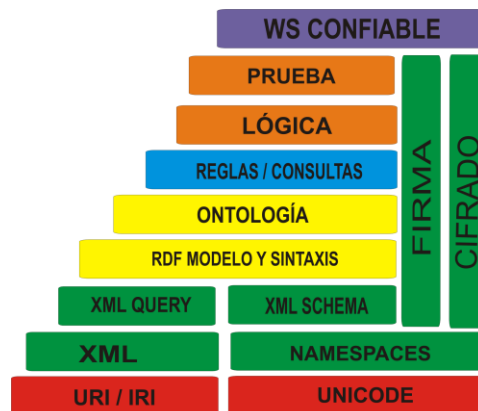 WS CONFIABLE
PRUEBA
LÓGICA
REGLAS / CONSULTAS
ONTOLOGÍA
RDF MODELO Y SINTAXIS
FIRMA
CIFRADO
XML QUERY
XML SCHEMA
XML
NAMESPACES
URI / IRI
UNICODE